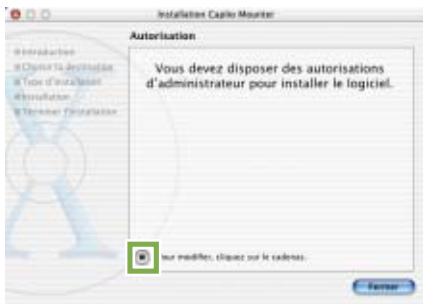 Installation Caplio Mounter
Autorisation
Introduction
Choisir la destination
Type d'installation
Installation
Terminer l'installation
Vous devez disposer des autorisations
d'administrateur pour installer le logiciel.
our modifier, cliquez sur le cadenas.
Fermer